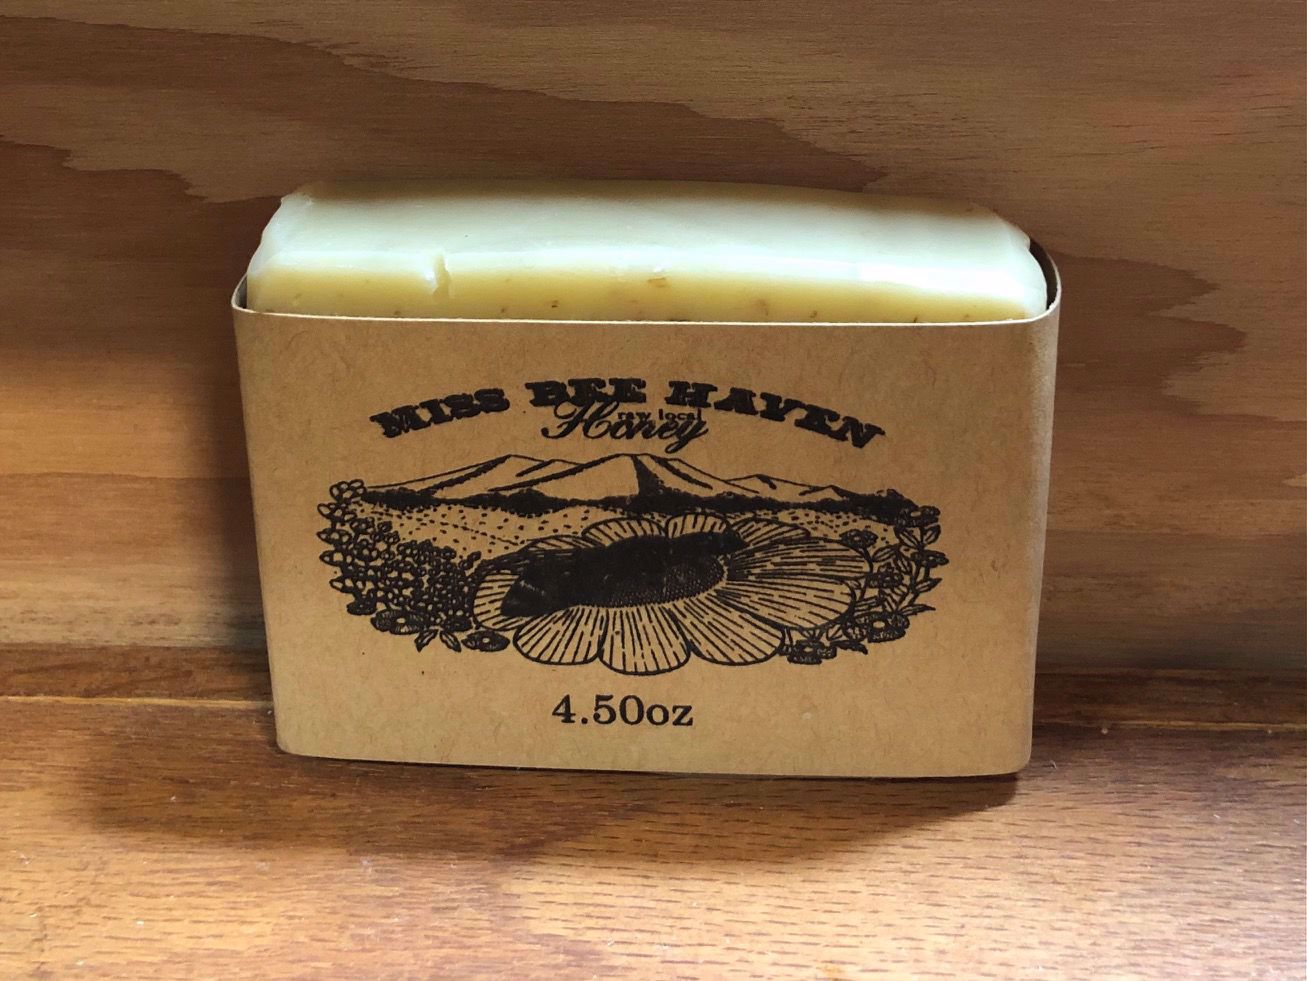 MISS BEE HAVEN
raw local
Honey
4.50oz